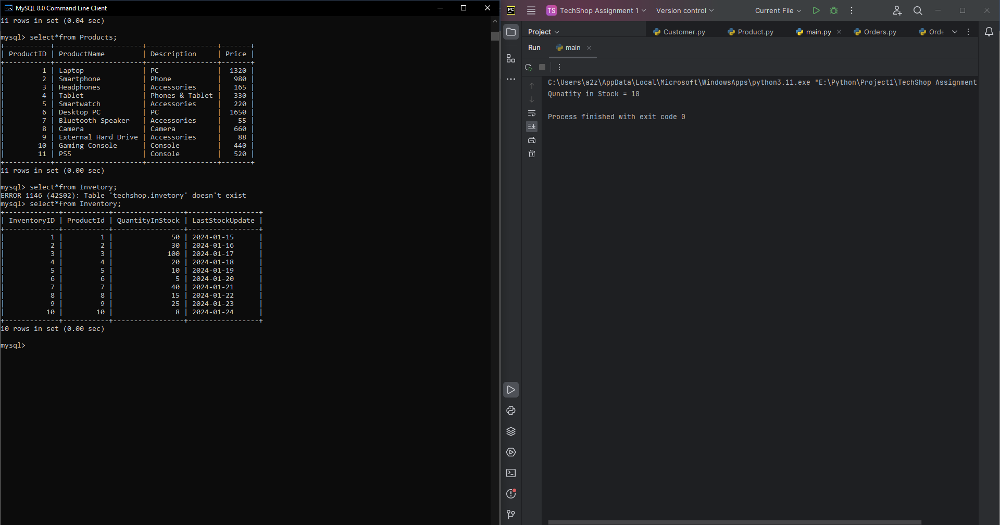 MySQL 8.0 Command Line Client
11 rows in set (0.04 sec)
mysql> select*from Products;
+-----------+---------------------+-----------------+-------+
| ProductID | ProductName         | Description     | Price |
+-----------+---------------------+-----------------+-------+
|         1 | Laptop              | PC              |  1320 |
|         2 | Smartphone          | Phone           |   980 |
|         3 | Headphones          | Accessories     |   165 |
|         4 | Tablet              | Phones & Tablet |   330 |
|         5 | Smartwatch          | Accessories     |   220 |
|         6 | Desktop PC          | PC              |  1650 |
|         7 | Bluetooth Speaker   | Accessories     |    55 |
|         8 | Camera              | Camera          |   660 |
|         9 | External Hard Drive | Accessories     |    88 |
|        10 | Gaming Console      | Console         |   440 |
|        11 | PS5                 | Console         |   520 |
+-----------+---------------------+-----------------+-------+
11 rows in set (0.00 sec)
mysql> select*from Invetory;
ERROR 1146 (42S02): Table 'techshop.invetory' doesn't exist
mysql> select*from Inventory;
+-------------+-----------+-----------------+-----------------+
| InventoryID | ProductId | QuantityInStock | LastStockUpdate |
+-------------+-----------+-----------------+-----------------+
|           1 |         1 |              50 | 2024-01-15      |
|           2 |         2 |              30 | 2024-01-16      |
|           3 |         3 |             100 | 2024-01-17      |
|           4 |         4 |              20 | 2024-01-18      |
|           5 |         5 |              10 | 2024-01-19      |
|           6 |         6 |               5 | 2024-01-20      |
|           7 |         7 |              40 | 2024-01-21      |
|           8 |         8 |              15 | 2024-01-22      |
|           9 |         9 |              25 | 2024-01-23      |
|          10 |        10 |               8 | 2024-01-24      |
+-------------+-----------+-----------------+-----------------+
10 rows in set (0.00 sec)
mysql>
PC TS TechShop Assignment 1 Version control Current File
Project Customer.py Product.py main.py Orders.py Orde
Run main
C:\Users\a2z\AppData\Local\Microsoft\WindowsApps\python3.11.exe "E:\Python\Project1\TechShop Assignment
Qunatity in Stock = 10
Process finished with exit code 0